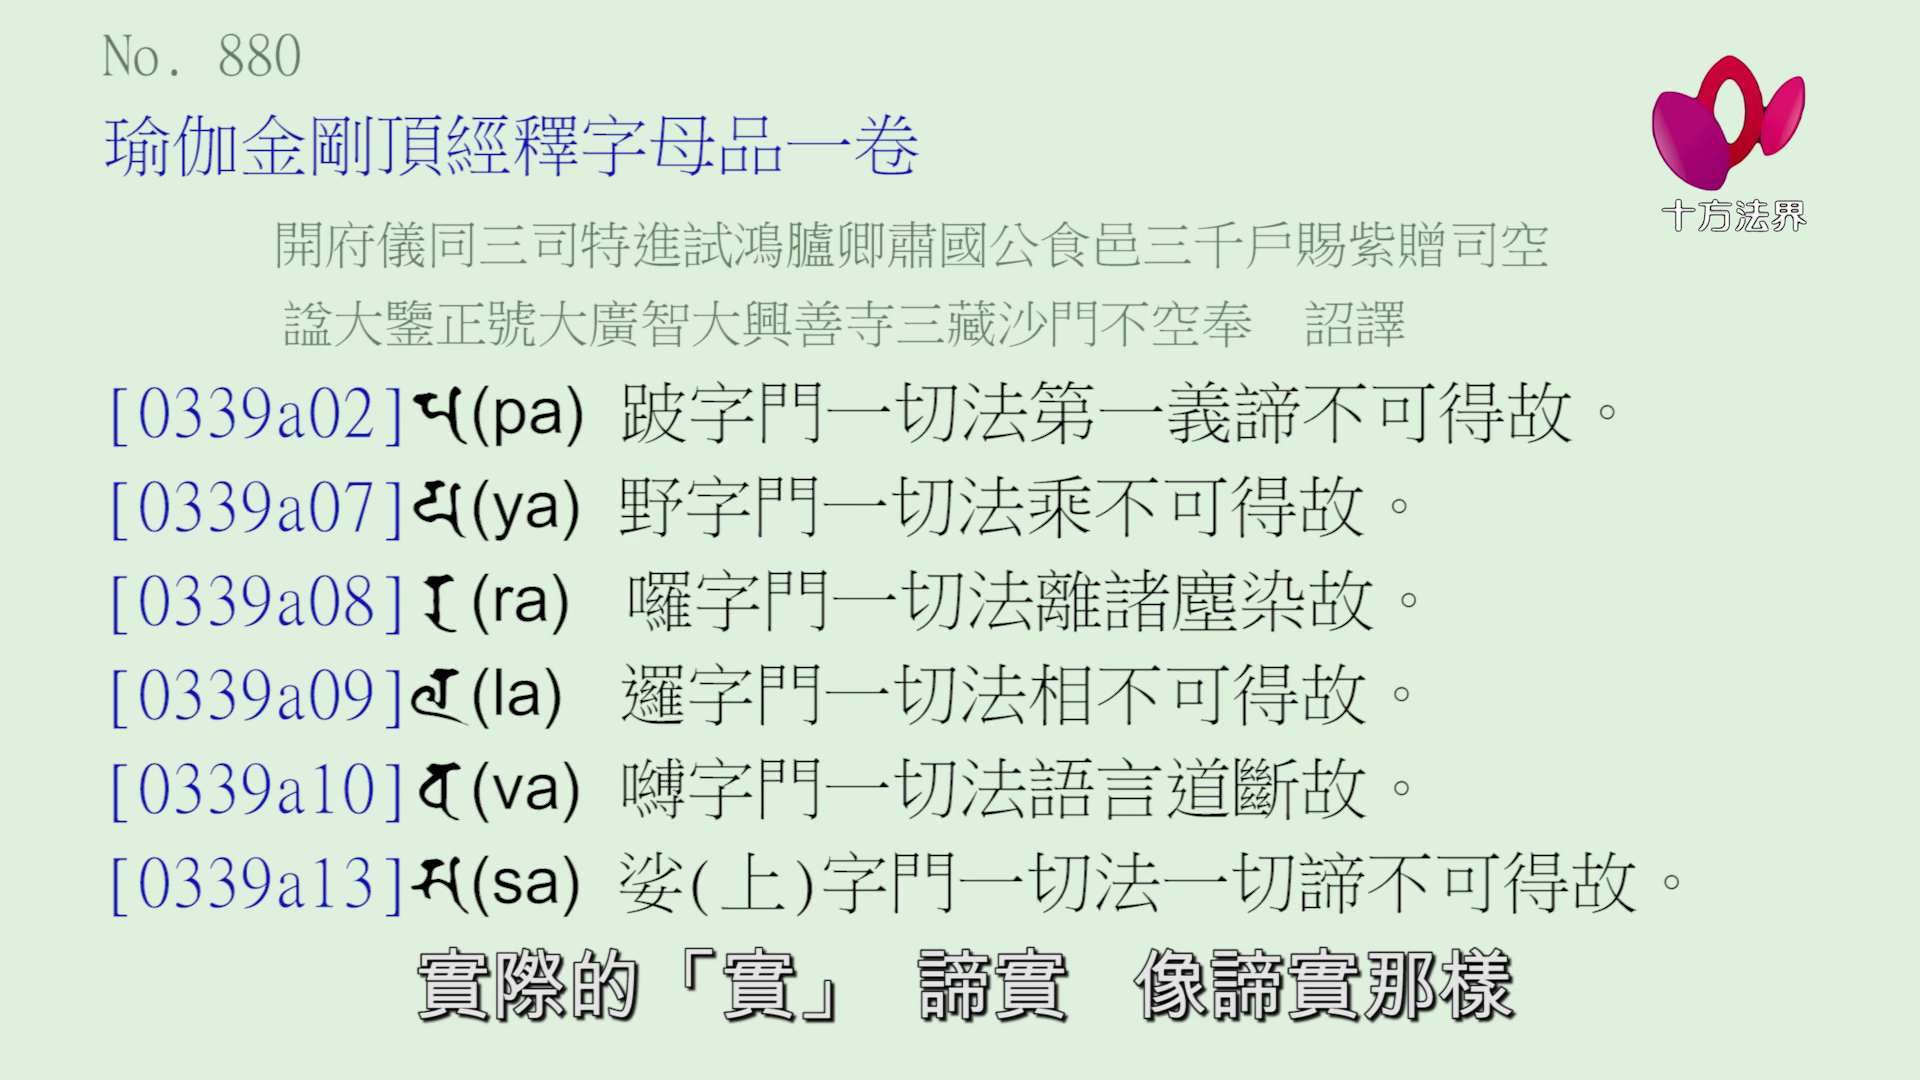 No. 880
瑜伽金剛頂經釋字母品一卷
十方法界
開府儀同三司特進試鴻臚卿肅國公食邑三千戶賜紫贈司空
諡大鑒正號大廣智大興善寺三藏沙門不空奉 詔譯
[0339a02]𑖢(pa) 跛字門一切法第一義諦不可得故。
[0339a07]𑖧(ya) 野字門一切法乘不可得故。
[0339a08]𑖨(ra) 囉字門一切法離諸塵染故。
[0339a09]𑖩(la) 邏字門一切法相不可得故。
[0339a10]𑖪(va) 嚩字門一切法語言道斷故。
[0339a13]𑖭(sa) 娑(上)字門一切法一切諦不可得故。
實際的「實」 諦實 像諦實那樣